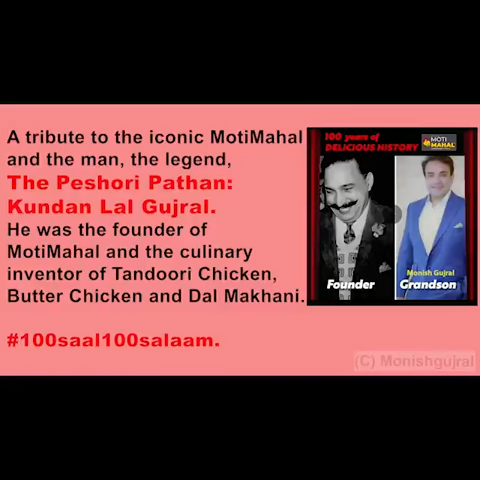 A tribute to the iconic MotiMahal
and the man, the legend,
The Peshori Pathan:
Kundan Lal Gujral.
He was the founder of
MotiMahal and the culinary
inventor of Tandoori Chicken,
Butter Chicken and Dal Makhani.
#100saal100salaam.
100 years of
DELICIOUS HISTORY
MOTI
MAHAL
Founder
Monish Gujral
Grandson
(C) Monishgujral